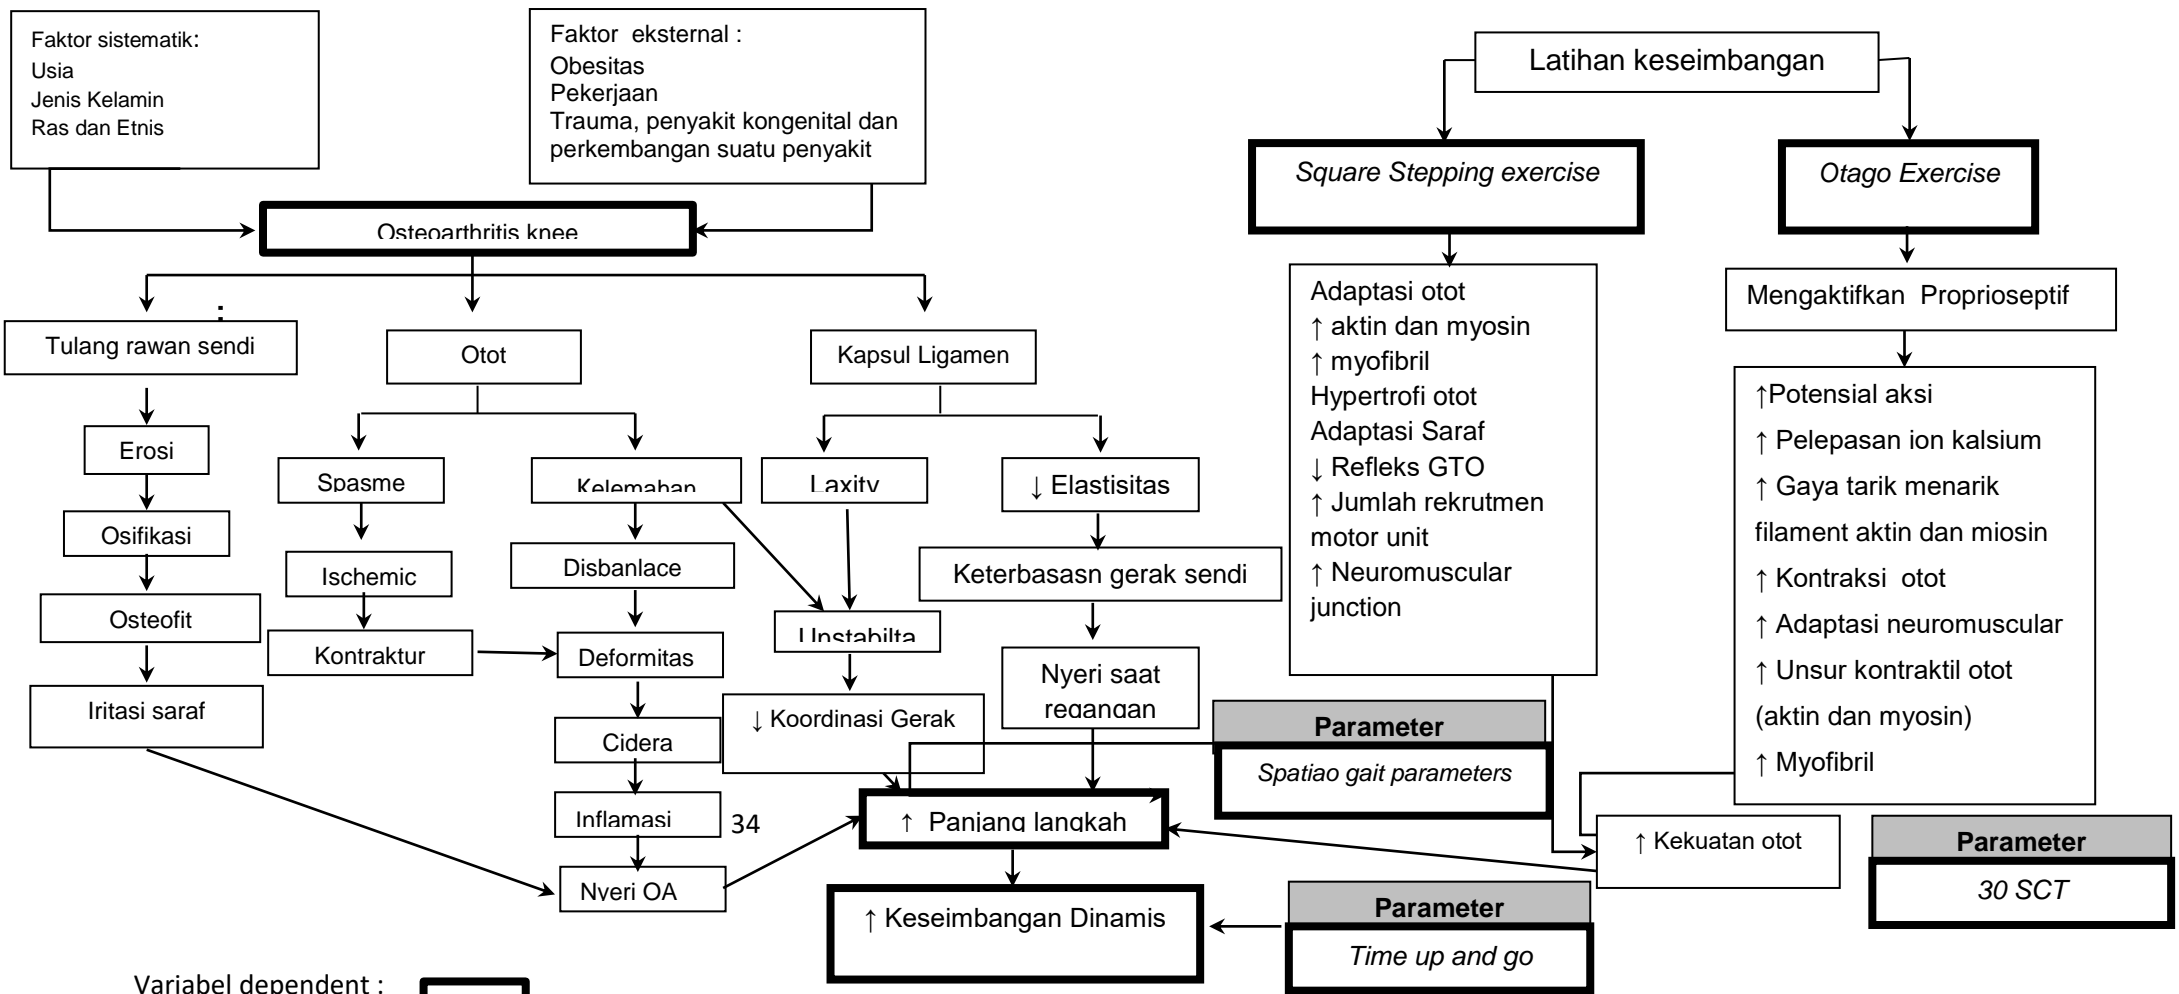 Faktor sistematik:
Usia
Jenis Kelamin
Ras dan Etnis
Faktor eksternal :
Obesitas
Pekerjaan
Trauma, penyakit kongenital dan
perkembangan suatu penyakit
Latihan keseimbangan
Square Stepping exercise
Otago Exercise
Osteoarthritis knee
:
Tulang rawan sendi
Otot
Kapsul Ligamen
Erosi
Spasme
Kelemahan
Laxity
↓ Elastisitas
Osifikasi
Ischemic
Disbanlace
Keterbasasn gerak sendi
Osteofit
Kontraktur
Deformitas
Unstabilta
Nyeri saat
regangan
Iritasi saraf
Cidera
↓ Koordinasi Gerak
Inflamasi
34
Nyeri OA
↑ Panjang langkah
↑ Keseimbangan Dinamis
Adaptasi otot
↑ aktin dan myosin
↑ myofibril
Hypertrofi otot
Adaptasi Saraf
↓ Refleks GTO
↑ Jumlah rekrutmen
motor unit
↑ Neuromuscular
junction
Mengaktifkan Proprioseptif
↑Potensial aksi
↑ Pelepasan ion kalsium
↑ Gaya tarik menarik
filament aktin dan miosin
↑ Kontraksi otot
↑ Adaptasi neuromuscular
↑ Unsur kontraktil otot
(aktin dan myosin)
↑ Myofibril
Parameter
Spatiao gait parameters
↑ Kekuatan otot
Parameter
30 SCT
Parameter
Time up and go
Variabel dependent :